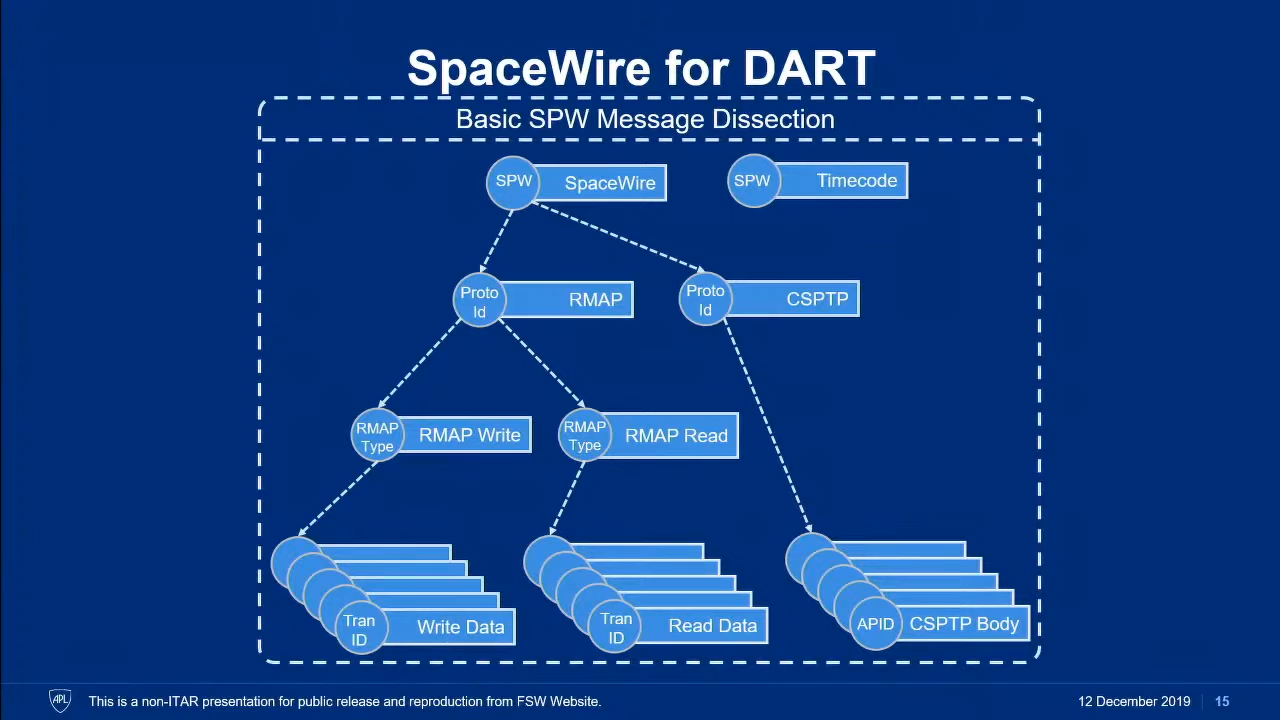 SpaceWire for DART
Basic SPW Message Dissection
SPW
SpaceWire
SPW
Timecode
Proto
Id
RMAP
Proto
Id
CSPTP
RMAP
Type
RMAP Write
RMAP
Type
RMAP Read
Tran
ID
Write Data
Tran
ID
Read Data
APID
CSPTP Body
APL
This is a non-ITAR presentation for public release and reproduction from FSW Website.
12 December 2019
15